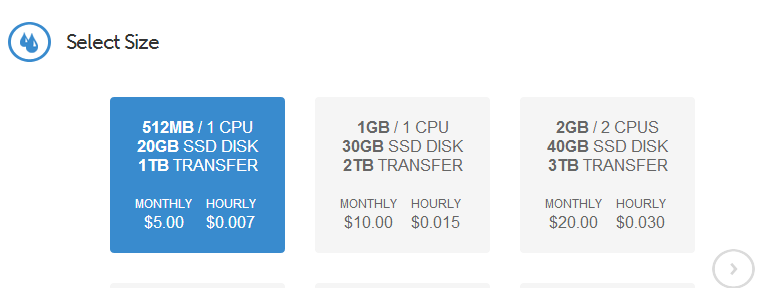 Select Size
512MB / 1 CPU
20GB SSD DISK
1TB TRANSFER
MONTHLY HOURLY
$5.00 $0.007
1GB / 1 CPU
30GB SSD DISK
2TB TRANSFER
MONTHLY HOURLY
$10.00 $0.015
2GB / 2 CPUS
40GB SSD DISK
3TB TRANSFER
MONTHLY HOURLY
$20.00 $0.030